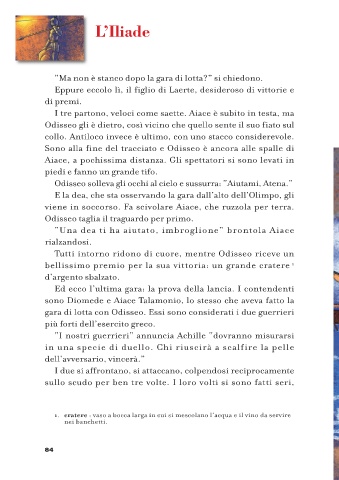 L'Iliade
"Ma non è stanco dopo la gara di lotta?" si chiedono.
Eppure eccolo lì, il figlio di Laerte, desideroso di vittorie e
di premi.
I tre partono, veloci come saette. Aiace è subito in testa, ma
Odisseo gli è dietro, così vicino che quello sente il suo fiato sul
collo. Antiloco invece è ultimo, con uno stacco considerevole.
Sono alla fine del tracciato e Odisseo è ancora alle spalle di
Aiace, a pochissima distanza. Gli spettatori si sono levati in
piedi e fanno un grande tifo.
Odisseo solleva gli occhi al cielo e sussurra: "Aiutami, Atena."
E la dea, che sta osservando la gara dall'alto dell'Olimpo, gli
viene in soccorso. Fa scivolare Aiace, che ruzzola per terra.
Odisseo taglia il traguardo per primo.
"Una dea ti ha aiutato, imbroglione" brontola Aiace
rialzandosi.
Tutti intorno ridono di cuore, mentre Odisseo riceve un
bellissimo premio per la sua vittoria: un grande cratere¹
d'argento sbalzato.
Ed ecco l'ultima gara: la prova della lancia. I contendenti
sono Diomede e Aiace Talamonio, lo stesso che aveva fatto la
gara di lotta con Odisseo. Essi sono considerati i due guerrieri
più forti dell'esercito greco.
"I nostri guerrieri" annuncia Achille "dovranno misurarsi
in una specie di duello. Chi riuscirà a scalfire la pelle
dell'avversario, vincerà."
I due si affrontano, si attaccano, colpendosi reciprocamente
sullo scudo per ben tre volte. I loro volti si sono fatti seri,
1. cratere : vaso a bocca larga in cui si mescolano l'acqua e il vino da servire
nei banchetti.
84